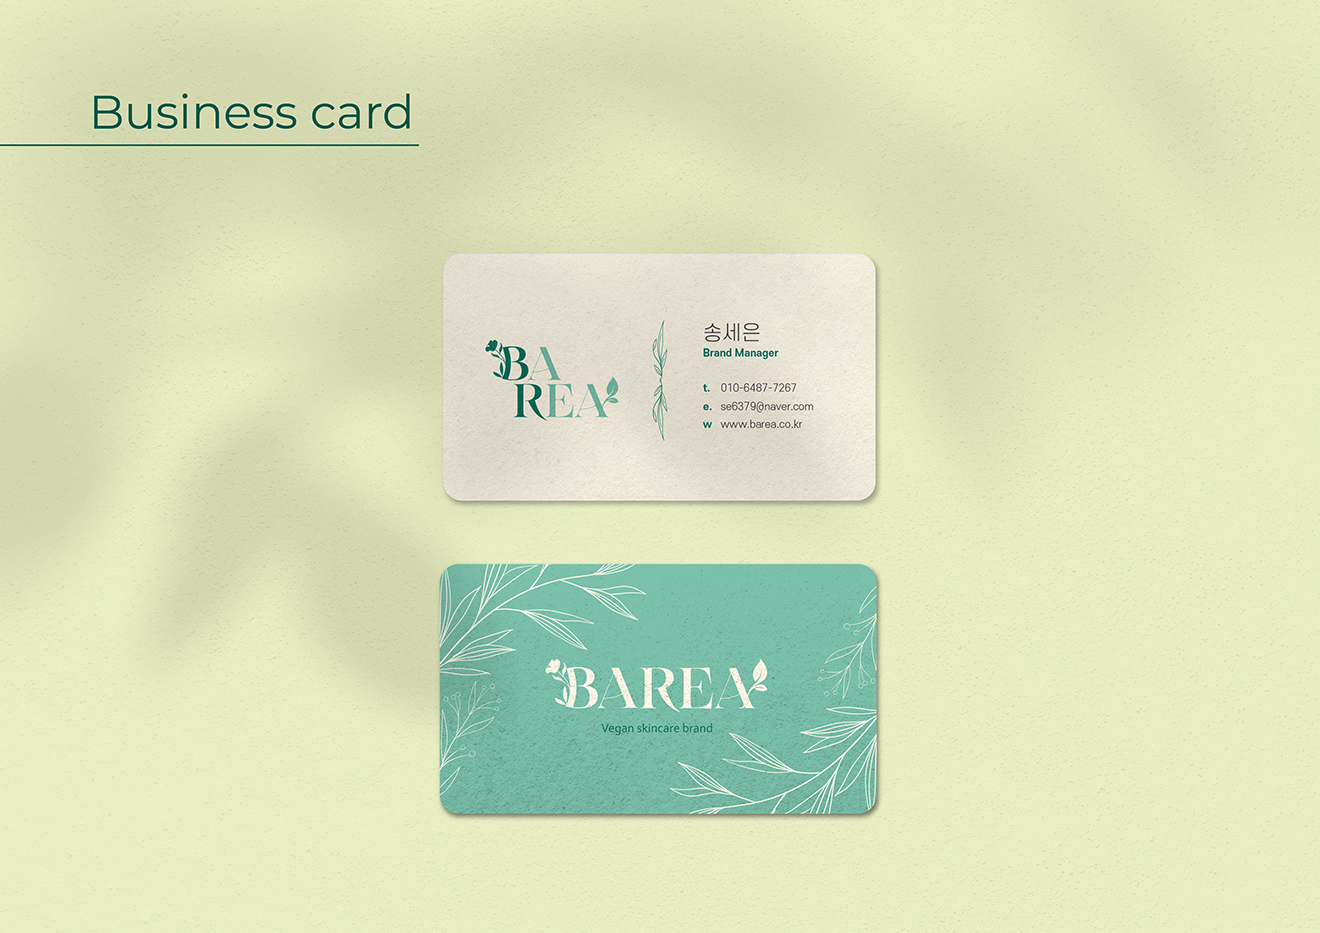 Business card
BA
REA
송세은
Brand Manager
t. 010-6487-7267
e. se6379@naver.com
w www.barea.co.kr
BAREA
Vegan skincare brand